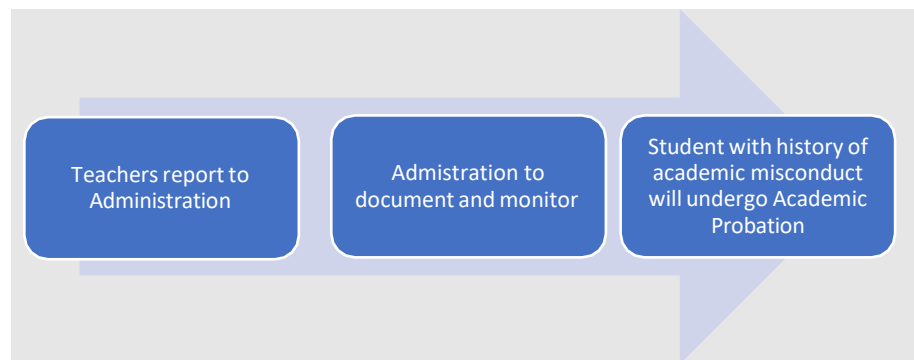 Teachers report to
Administration
Admistration to
document and monitor
Student with history of
academic misconduct
will undergo Academic
Probation